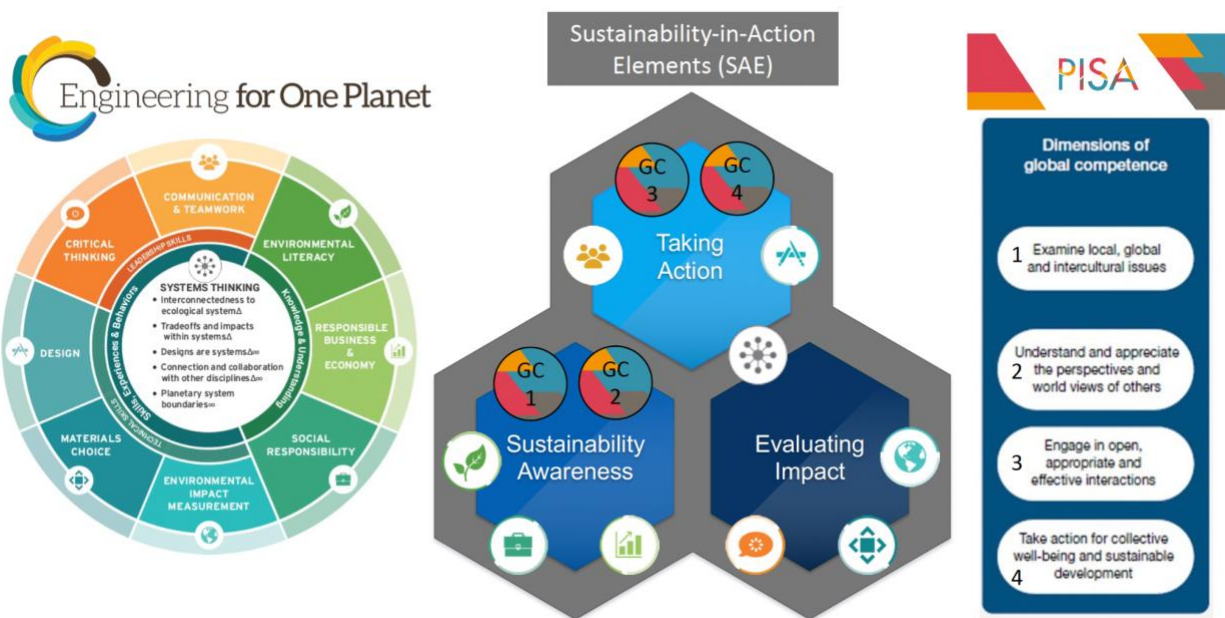 Engineering for One Planet
COMMUNICATION
& TEAMWORK
CRITICAL
THINKING
ENVIRONMENTAL
LITERACY
LEADERSHIP SKILLS
SYSTEMS THINKING
• Interconnectedness to
ecological system∆
• Tradeoffs and impacts
within systems∆
• Designs are systems∆∞
• Connection and collaboration
with other disciplines∆∞
• Planetary system
boundaries∞
Skills, Experiences & Behaviors
Knowledge & Understanding
TECHNICAL SKILLS
DESIGN
RESPONSIBLE
BUSINESS
&
ECONOMY
MATERIALS
CHOICE
SOCIAL
RESPONSIBILITY
ENVIRONMENTAL
IMPACT
MEASUREMENT
Sustainability-in-Action
Elements (SAE)
GC
3
GC
4
Taking
Action
GC
1
GC
2
Sustainability
Awareness
Evaluating
Impact
PISA
Dimensions of
global competence
1 Examine local, global
and intercultural issues
Understand and appreciate
2 the perspectives and
world views of others
Engage in open,
3 appropriate and
effective interactions
Take action for collective
well-being and sustainable
4 development